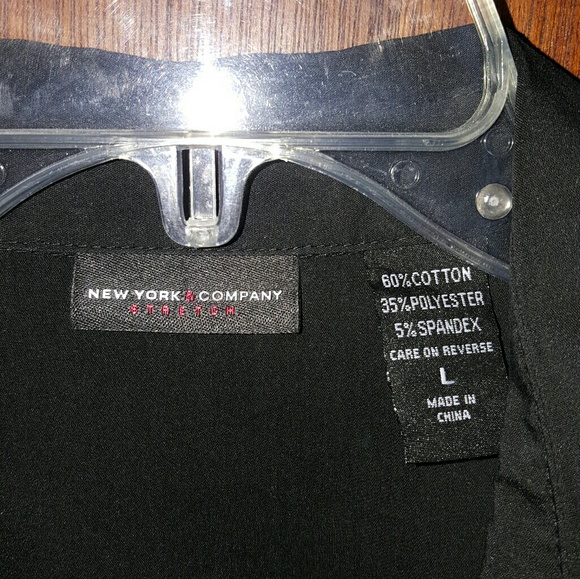 NEW YORK & COMPANY
STRETCH
60% COTTON
35% POLYESTER
5% SPANDEX
CARE ON REVERSE
L
MADE IN
CHINA